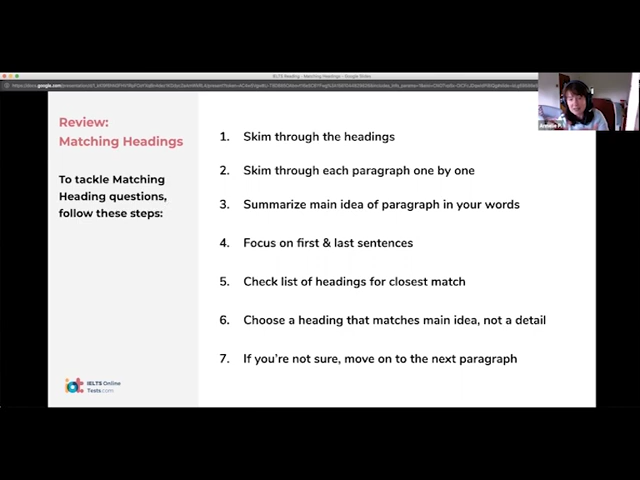 IELTS Reading - Matching Headings - Google Slides
Review:
Matching Headings
To tackle Matching
Heading questions,
follow these steps:
1. Skim through the headings
2. Skim through each paragraph one by one
3. Summarize main idea of paragraph in your words
4. Focus on first & last sentences
5. Check list of headings for closest match
6. Choose a heading that matches main idea, not a detail
7. If you're not sure, move on to the next paragraph
iot IELTS Online
Tests.com